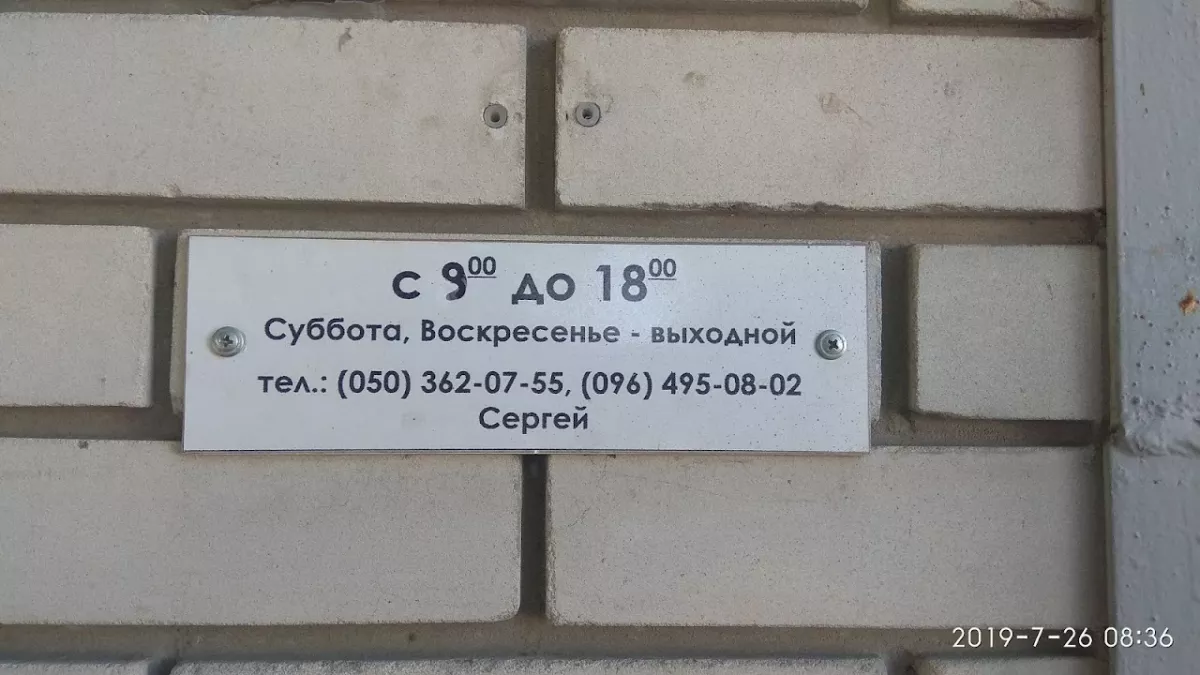 с 9⁰⁰ до 18⁰⁰
Суббота, Воскресенье - выходной
тел.: (050) 362-07-55, (096) 495-08-02
Сергей
2019-7-26 08:36